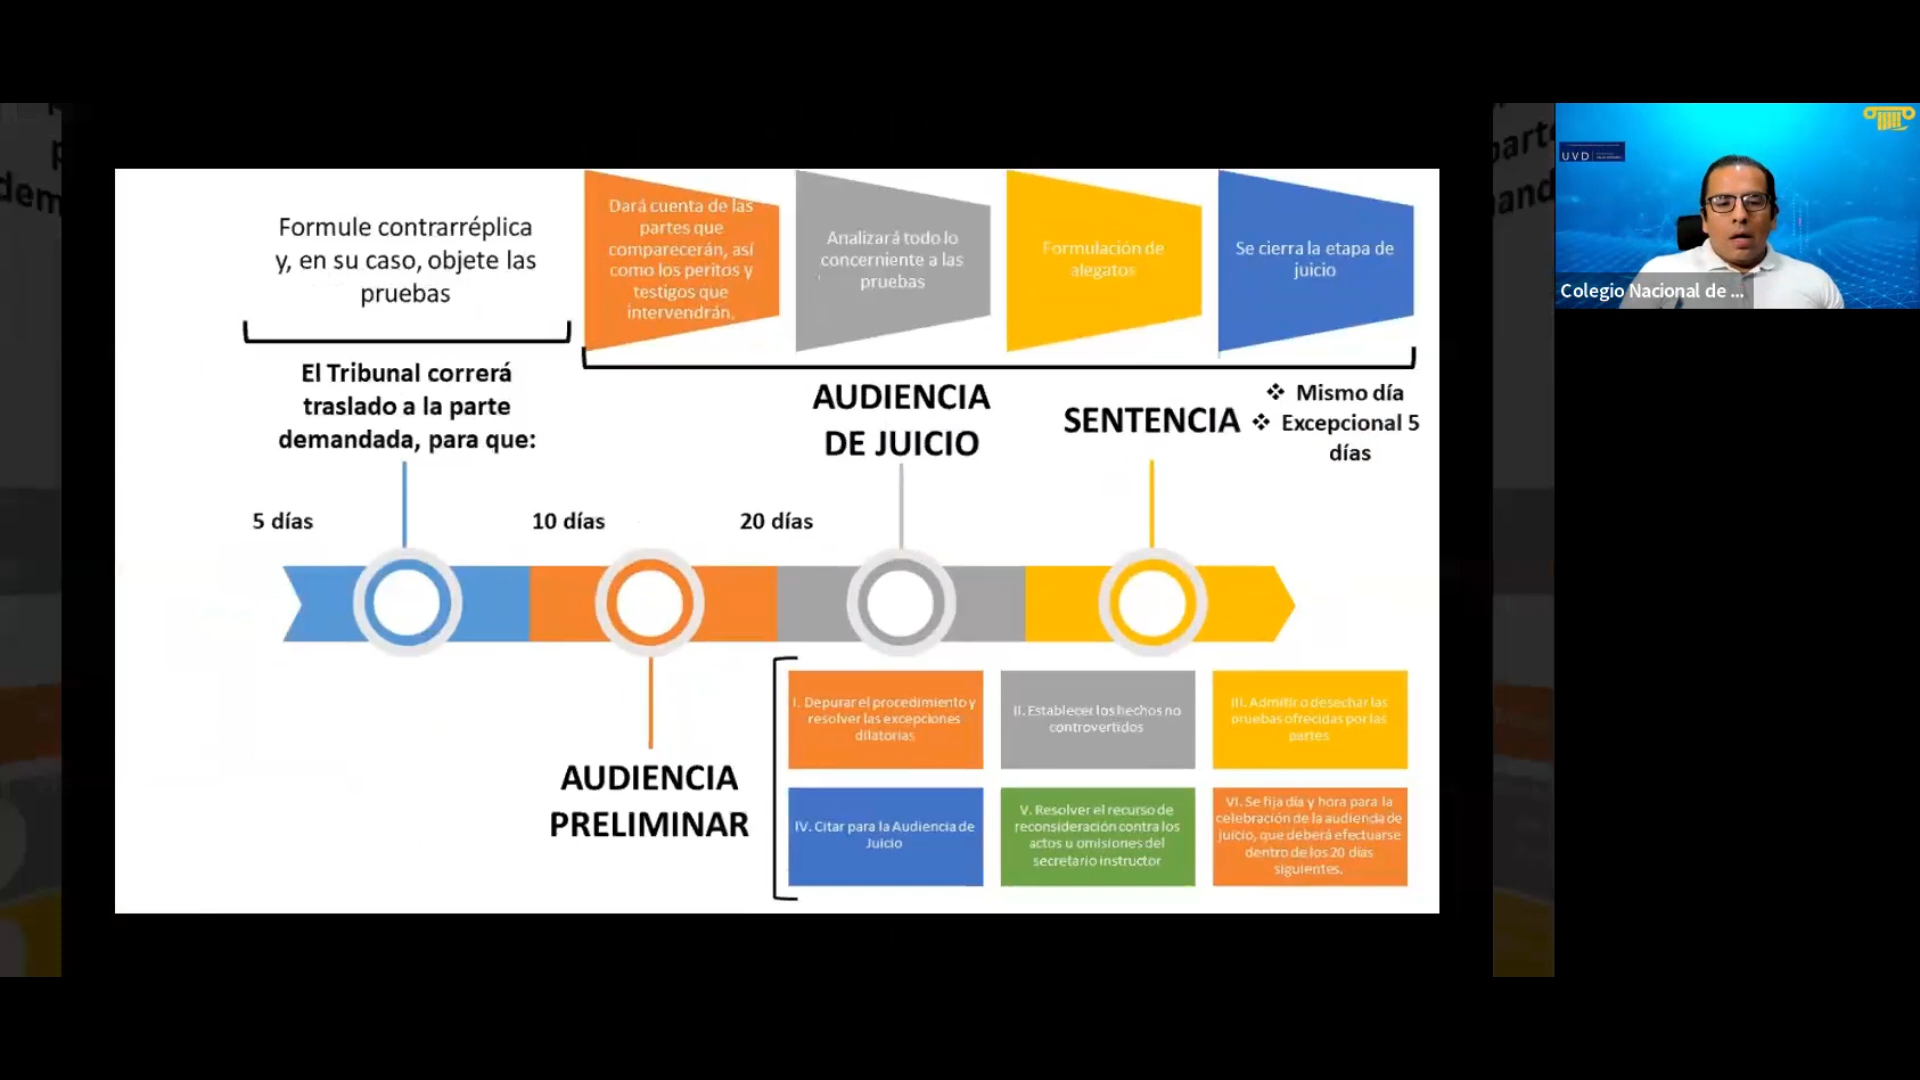 Formule contrarréplica
y, en su caso, objete las
pruebas
El Tribunal correrá
traslado a la parte
demandada, para que:
Dará cuenta de las
partes que
comparecerán, así
como los peritos y
testigos que
intervendrán.
Analizará todo lo
concerniente a las
pruebas
Formulación de
alegatos
Se cierra la etapa de
juicio
AUDIENCIA
DE JUICIO
SENTENCIA
❖ Mismo día
❖ Excepcional 5
días
5 días
10 días
20 días
AUDIENCIA
PRELIMINAR
I. Depurar el procedimiento y
resolver las excepciones
dilatorias
II. Establecer los hechos no
controvertidos
III. Admitir o desechar las
pruebas ofrecidas por las
partes
IV. Citar para la Audiencia de
Juicio
V. Resolver el recurso de
reconsideración contra los
actos u omisiones del
secretario instructor
VI. Se fija día y hora para la
celebración de la audiencia de
juicio, que deberá efectuarse
dentro de los 20 días
siguientes.
UVD
Colegio Nacional de ...